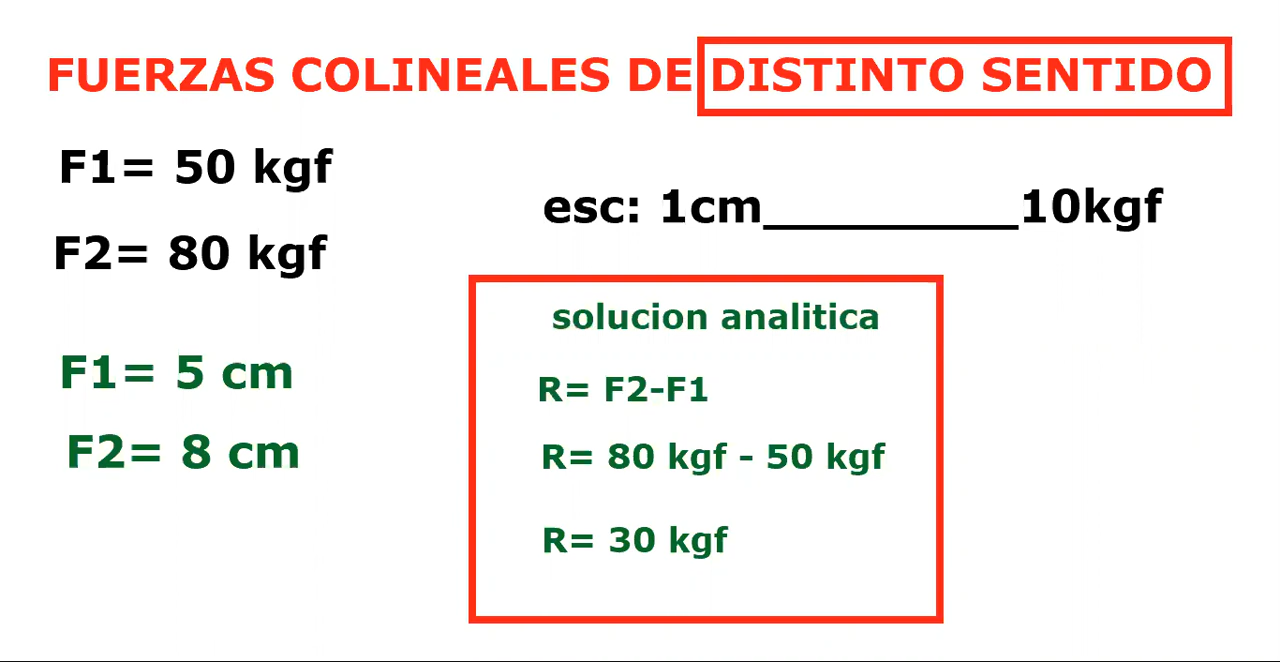 FUERZAS COLINEALES DE DISTINTO SENTIDO
F1= 50 kgf
F2= 80 kgf
esc: 1cm__________10kgf
F1= 5 cm
F2= 8 cm
solucion analitica
R= F2-F1
R= 80 kgf - 50 kgf
R= 30 kgf